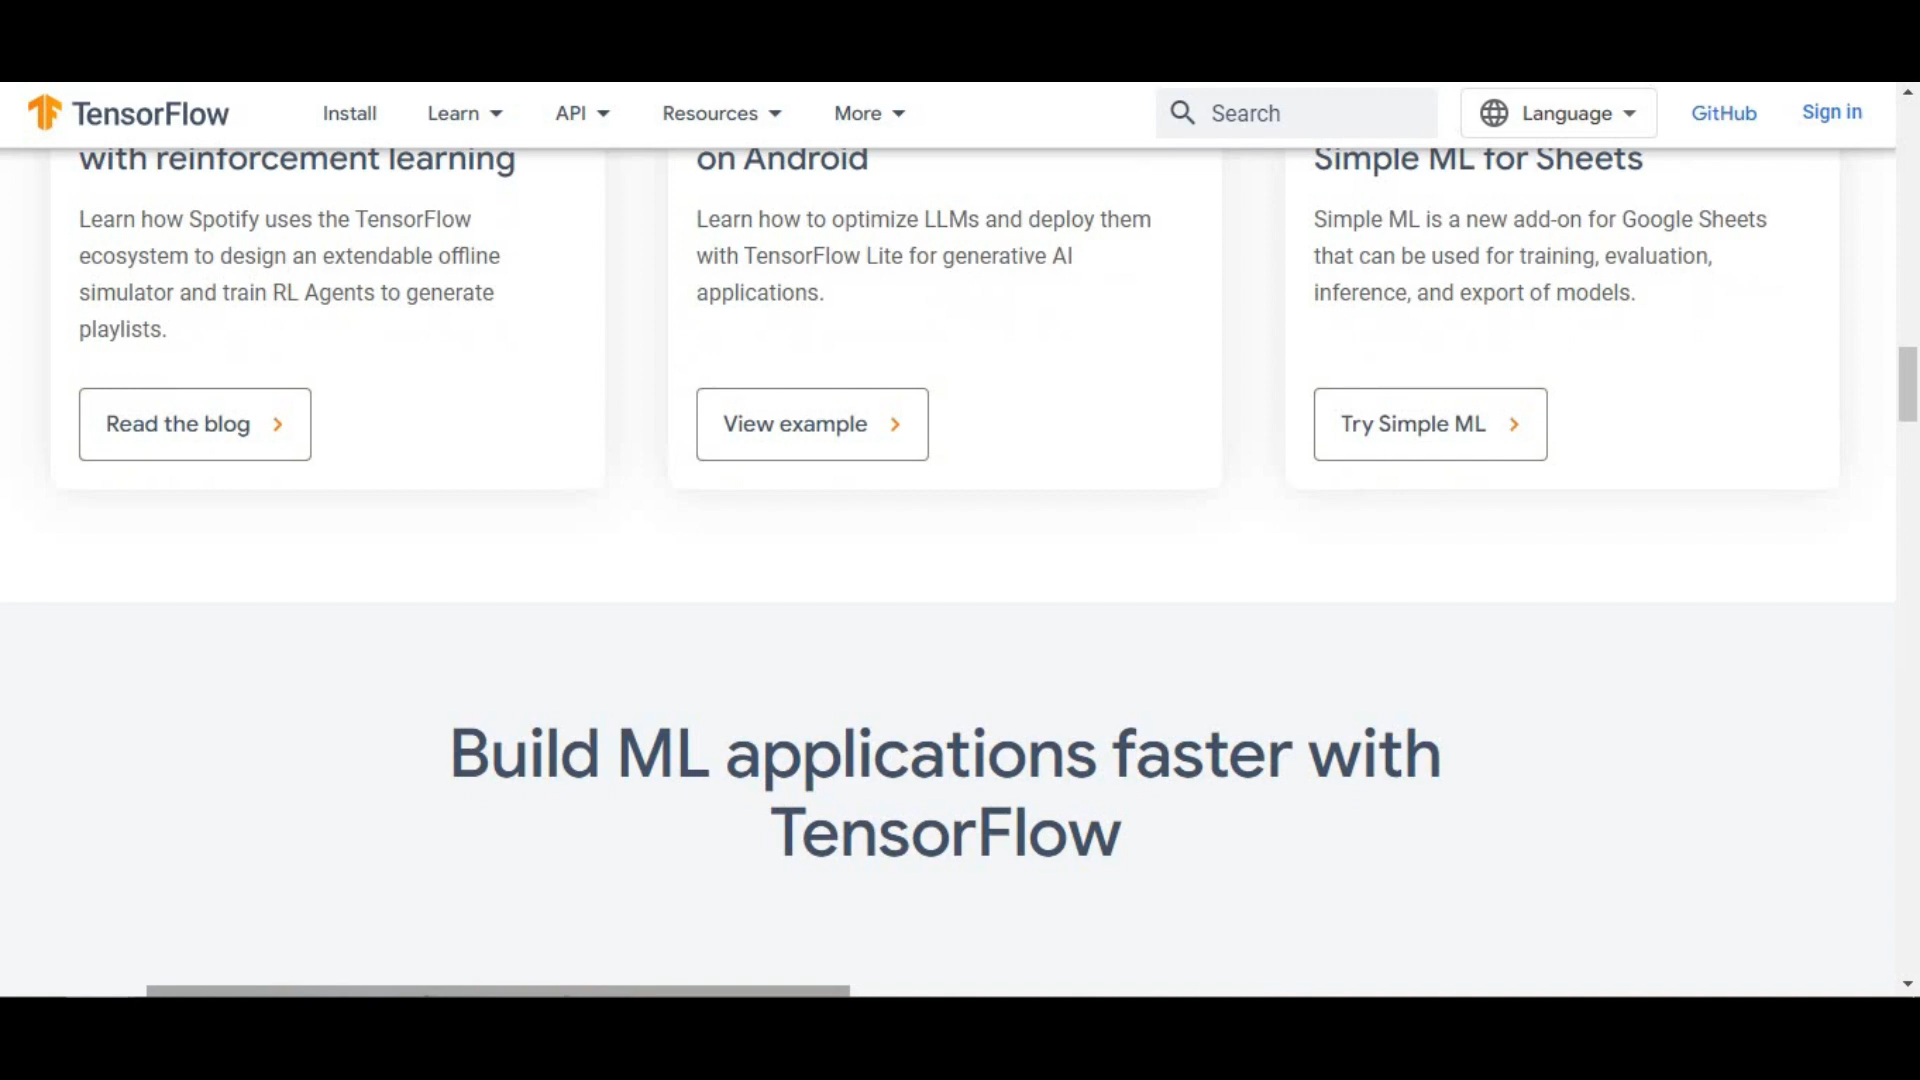 TensorFlow Install Learn API Resources More Search Language GitHub Sign in
with reinforcement learning
Learn how Spotify uses the TensorFlow
ecosystem to design an extendable offline
simulator and train RL Agents to generate
playlists.
Read the blog
on Android
Learn how to optimize LLMs and deploy them
with TensorFlow Lite for generative AI
applications.
View example
Simple ML for Sheets
Simple ML is a new add-on for Google Sheets
that can be used for training, evaluation,
inference, and export of models.
Try Simple ML
Build ML applications faster with
TensorFlow